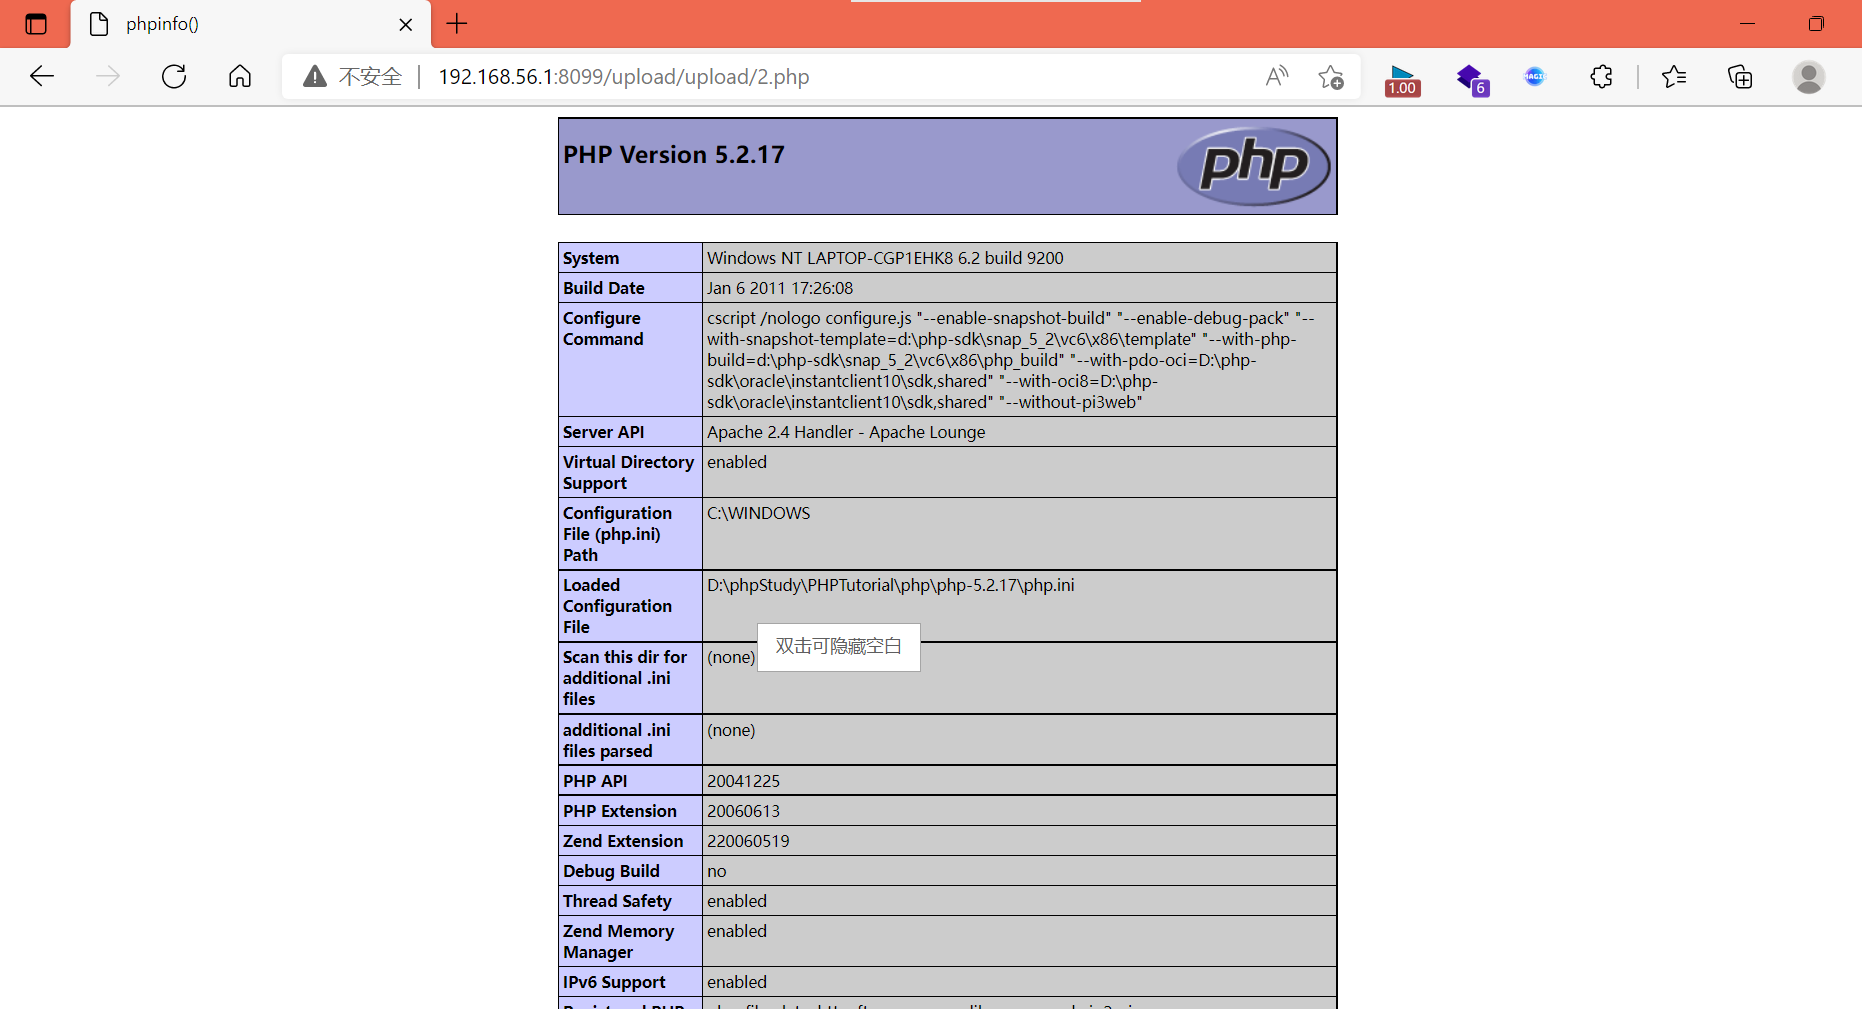 phpinfo()
不安全
192.168.56.1:8099/upload/upload/2.php
A
1.00
6
MAGIC
PHP Version 5.2.17
php
System
Windows NT LAPTOP-CGP1EHK8 6.2 build 9200
Build Date
Jan 6 2011 17:26:08
Configure
Command
cscript /nologo configure.js "--enable-snapshot-build" "--enable-debug-pack" "--
with-snapshot-template=d:\php-sdk\snap_5_2\vc6\x86\template" "--with-php-
build=d:\php-sdk\snap_5_2\vc6\x86\php_build" "--with-pdo-oci=D:\php-
sdk\oracle\instantclient10\sdk,shared" "--with-oci8=D:\php-
sdk\oracle\instantclient10\sdk,shared" "--without-pi3web"
Server API
Apache 2.4 Handler - Apache Lounge
Virtual Directory
Support
enabled
Configuration
File (php.ini)
Path
C:\WINDOWS
Loaded
Configuration
File
D:\phpStudy\PHPTutorial\php\php-5.2.17\php.ini
双击可隐藏空白
Scan this dir for
additional .ini
files
(none)
additional .ini
files parsed
(none)
PHP API
20041225
PHP Extension
20060613
Zend Extension
220060519
Debug Build
no
Thread Safety
enabled
Zend Memory
Manager
enabled
IPv6 Support
enabled